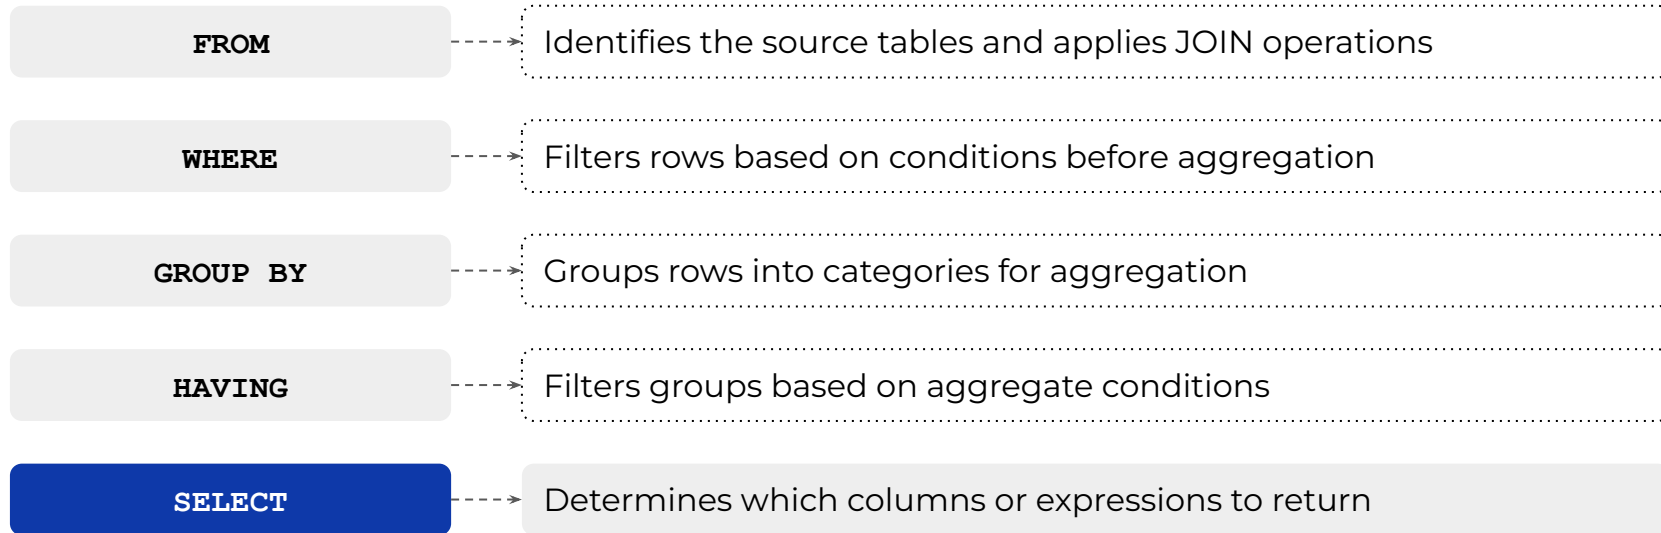 FROM
Identifies the source tables and applies JOIN operations
WHERE
Filters rows based on conditions before aggregation
GROUP BY
Groups rows into categories for aggregation
HAVING
Filters groups based on aggregate conditions
SELECT
Determines which columns or expressions to return